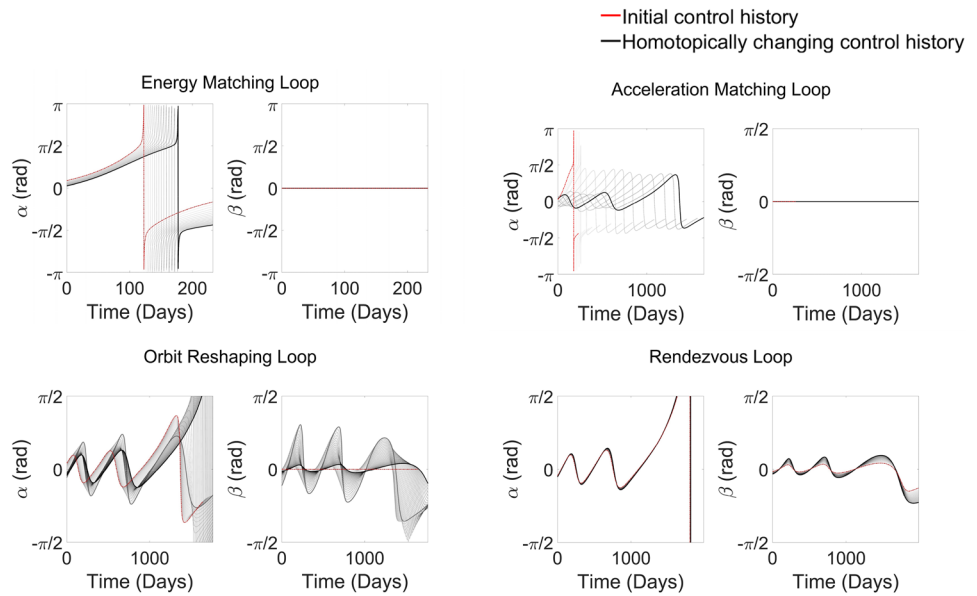 Initial control history
Homotopically changing control history
Energy Matching Loop
π
π/2
0
-π/2
-π
α (rad)
0 100 200
Time (Days)
π
π/2
0
-π/2
-π
β (rad)
0 100 200
Time (Days)
Acceleration Matching Loop
π
π/2
0
-π/2
-π
α (rad)
0 1000
Time (Days)
π/2
0
-π/2
β (rad)
0 1000
Time (Days)
Orbit Reshaping Loop
π/2
0
-π/2
α (rad)
0 1000
Time (Days)
π/2
0
-π/2
β (rad)
0 1000
Time (Days)
Rendezvous Loop
π/2
0
-π/2
α (rad)
0 1000
Time (Days)
π/2
0
-π/2
β (rad)
0 1000
Time (Days)